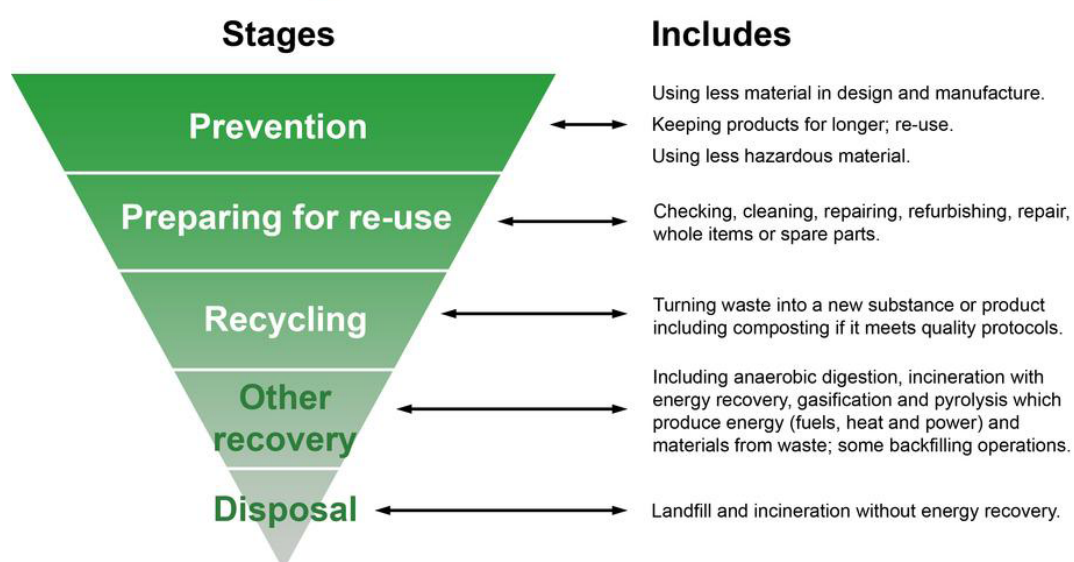 Stages
Includes
Prevention
Using less material in design and manufacture.
Keeping products for longer; re-use.
Using less hazardous material.
Preparing for re-use
Checking, cleaning, repairing, refurbishing, repair,
whole items or spare parts.
Recycling
Turning waste into a new substance or product
including composting if it meets quality protocols.
Other
recovery
Including anaerobic digestion, incineration with
energy recovery, gasification and pyrolysis which
produce energy (fuels, heat and power) and
materials from waste; some backfilling operations.
Disposal
Landfill and incineration without energy recovery.